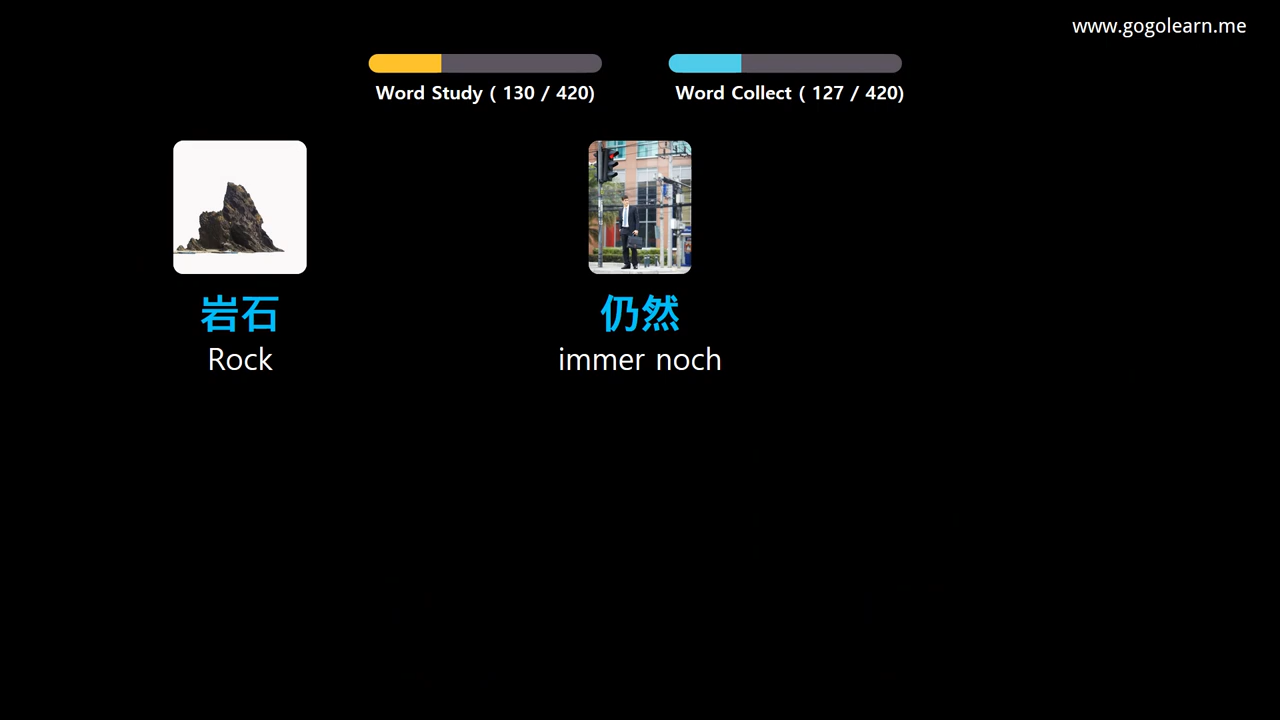 www.gogolearn.me
Word Study ( 130 / 420)
Word Collect ( 127 / 420)
岩石
Rock
仍然
immer noch